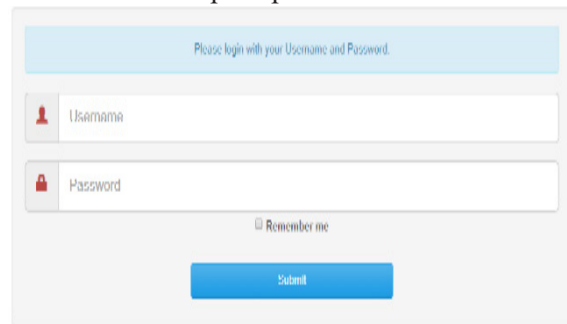 Please login with your Username and Password.
Username
Password
Remember me
Submit